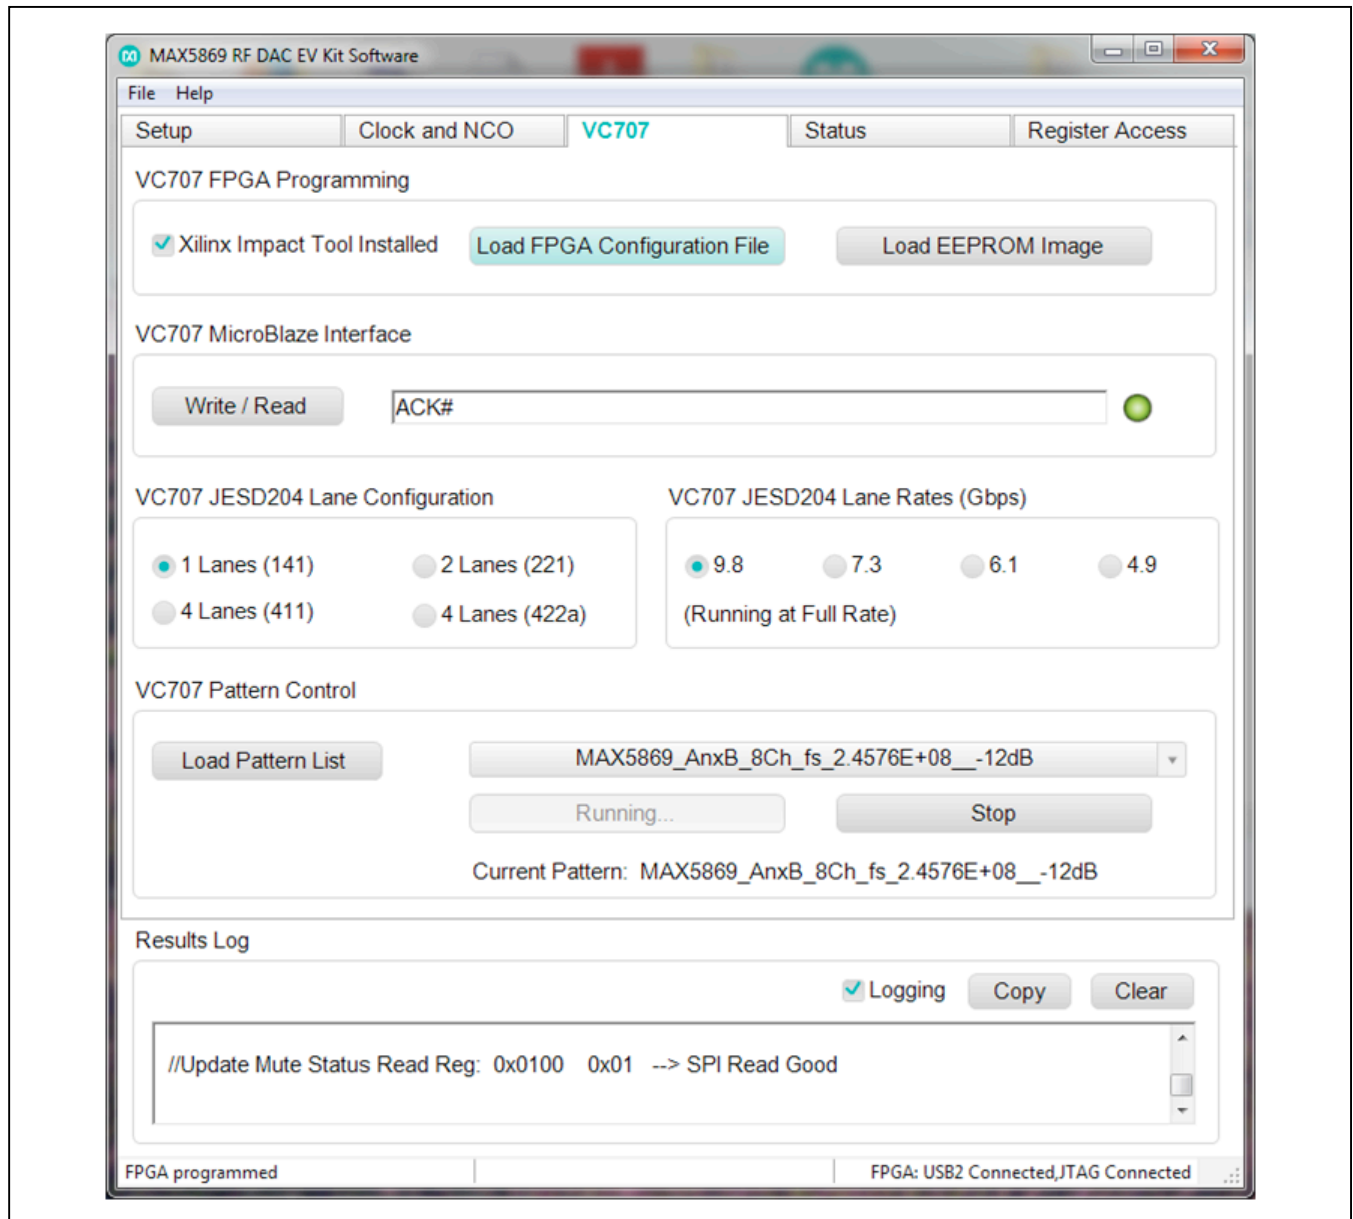 MAX5869 RF DAC EV Kit Software
File Help
Setup Clock and NCO VC707 Status Register Access
VC707 FPGA Programming
Xilinx Impact Tool Installed Load FPGA Configuration File Load EEPROM Image
VC707 MicroBlaze Interface
Write / Read ACK#
VC707 JESD204 Lane Configuration VC707 JESD204 Lane Rates (Gbps)
1 Lanes (141) 2 Lanes (221) 9.8 7.3 6.1 4.9
4 Lanes (411) 4 Lanes (422a) (Running at Full Rate)
VC707 Pattern Control
Load Pattern List MAX5869_AnxB_8Ch_fs_2.4576E+08__-12dB
Running... Stop
Current Pattern: MAX5869_AnxB_8Ch_fs_2.4576E+08__-12dB
Results Log
Logging Copy Clear
//Update Mute Status Read Reg: 0x0100 0x01 --> SPI Read Good
FPGA programmed FPGA: USB2 Connected,JTAG Connected